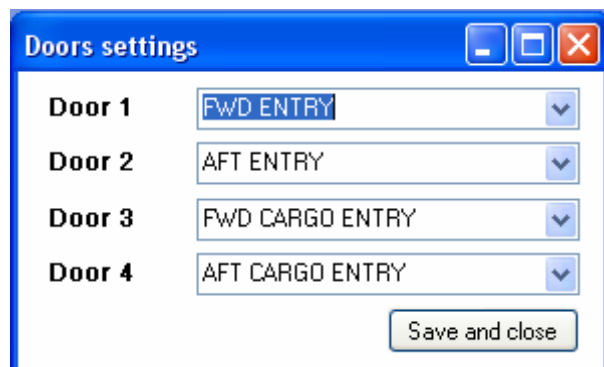 Doors settings
Door 1 FWD ENTRY
Door 2 AFT ENTRY
Door 3 FWD CARGO ENTRY
Door 4 AFT CARGO ENTRY
Save and close